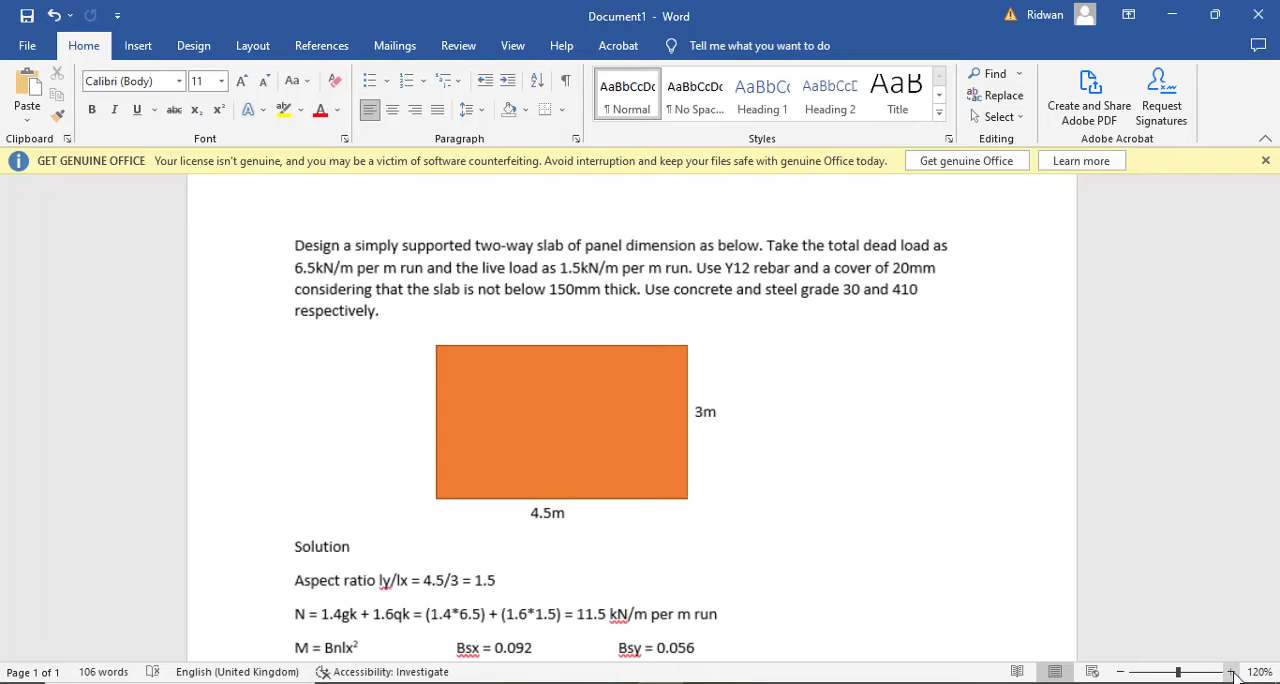 Document1 - Word
Ridwan
File Home Insert Design Layout References Mailings Review View Help Acrobat Tell me what you want to do
Calibri (Body) 11 Aa
Paste
B I U abc x₂ x² A A
AaBbCcDc AaBbCcDc AaBbCc AaBbCcD AaB
¶ Normal ¶ No Spac... Heading 1 Heading 2 Title
Find
Replace
Select
Create and Share
Adobe PDF
Request
Signatures
Clipboard Font Paragraph Styles Editing Adobe Acrobat
GET GENUINE OFFICE Your license isn't genuine, and you may be a victim of software counterfeiting. Avoid interruption and keep your files safe with genuine Office today. Get genuine Office Learn more
Design a simply supported two-way slab of panel dimension as below. Take the total dead load as
6.5kN/m per m run and the live load as 1.5kN/m per m run. Use Y12 rebar and a cover of 20mm
considering that the slab is not below 150mm thick. Use concrete and steel grade 30 and 410
respectively.
3m
4.5m
Solution
Aspect ratio ly/lx = 4.5/3 = 1.5
N = 1.4gk + 1.6qk = (1.4*6.5) + (1.6*1.5) = 11.5 kN/m per m run
M = Bnlx² Bsx = 0.092 Bsy = 0.056
Page 1 of 1 106 words English (United Kingdom) Accessibility: Investigate 120%